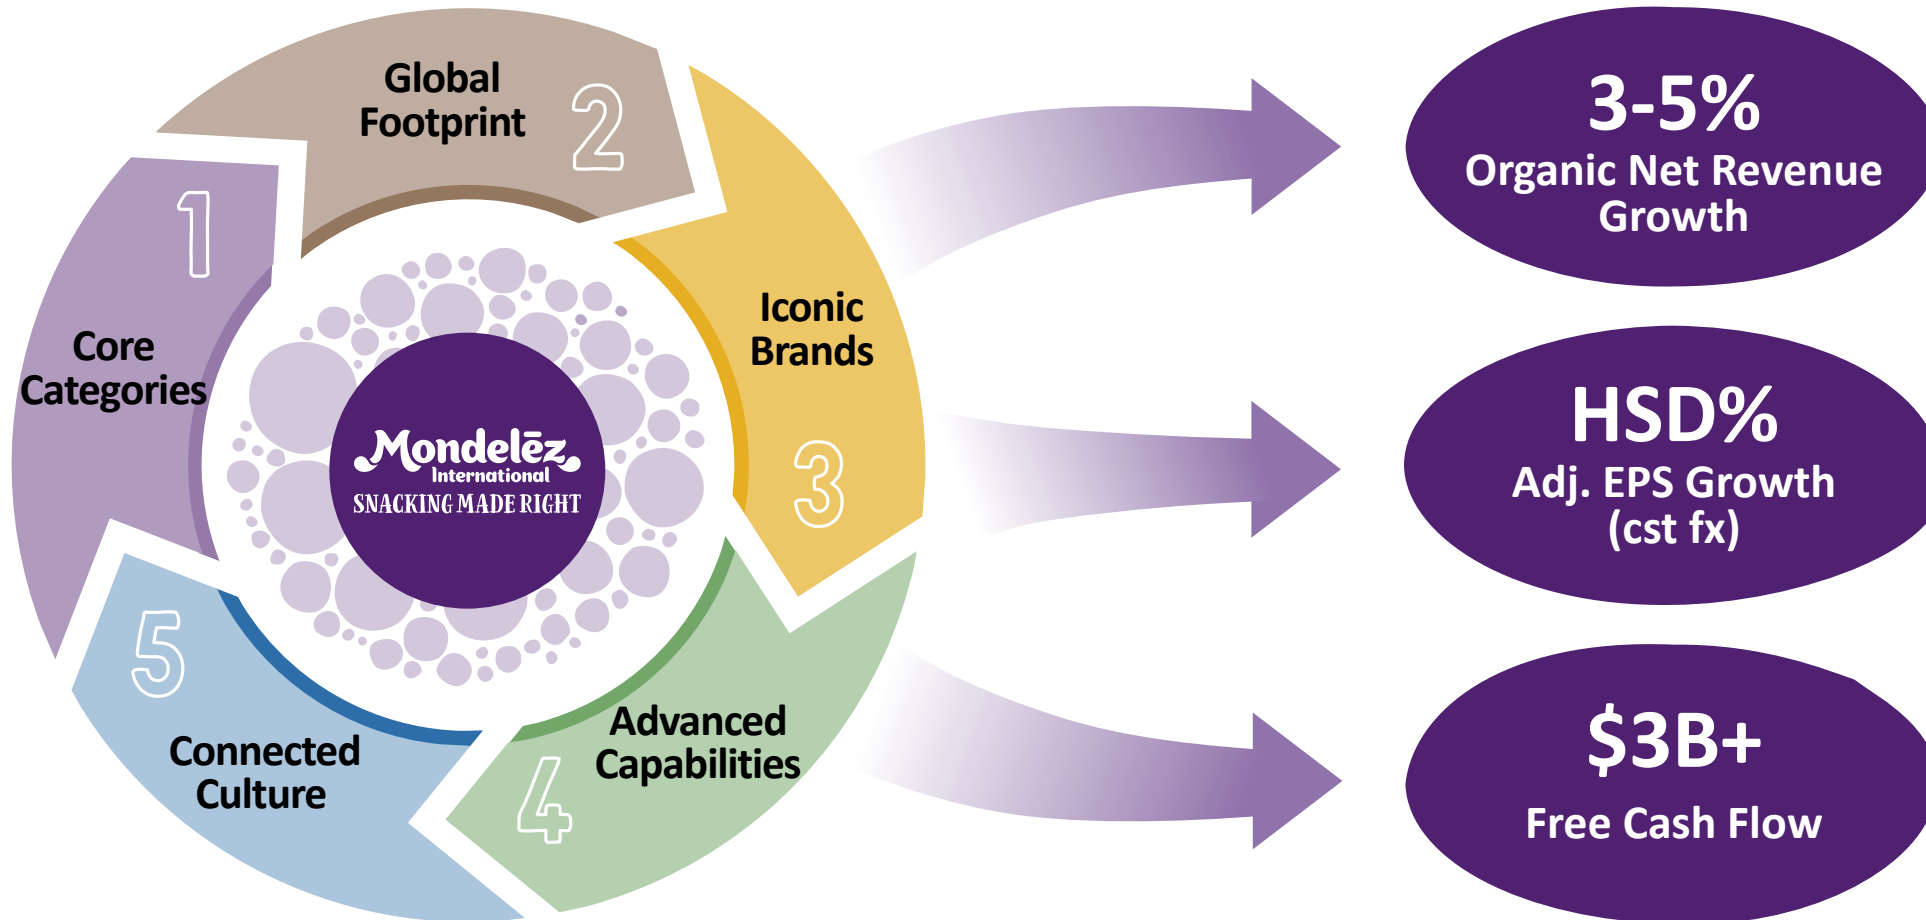 1
Core
Categories
Global
Footprint
2
Iconic
Brands
3
Advanced
Capabilities
4
5
Connected
Culture
Mondelēz
International
SNACKING MADE RIGHT
3-5%
Organic Net Revenue
Growth
HSD%
Adj. EPS Growth
(cst fx)
$3B+
Free Cash Flow